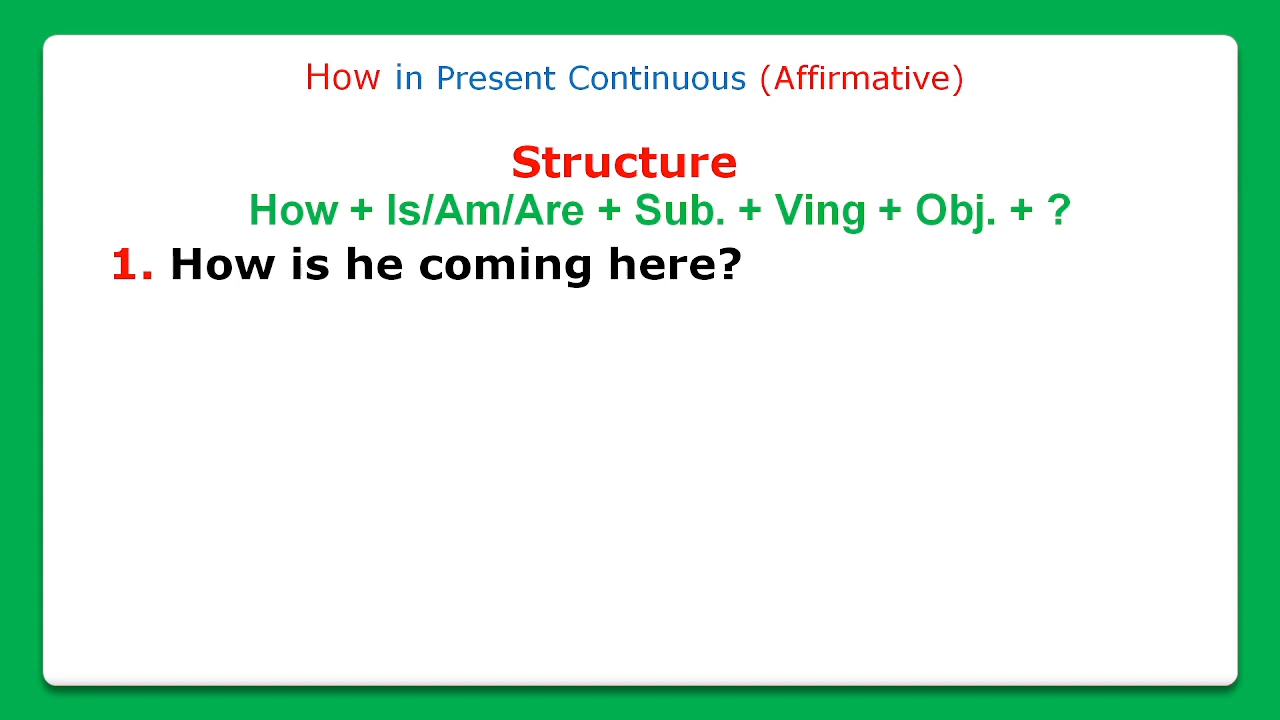 How in Present Continuous (Affirmative)
Structure
How + Is/Am/Are + Sub. + Ving + Obj. + ?
1. How is he coming here?